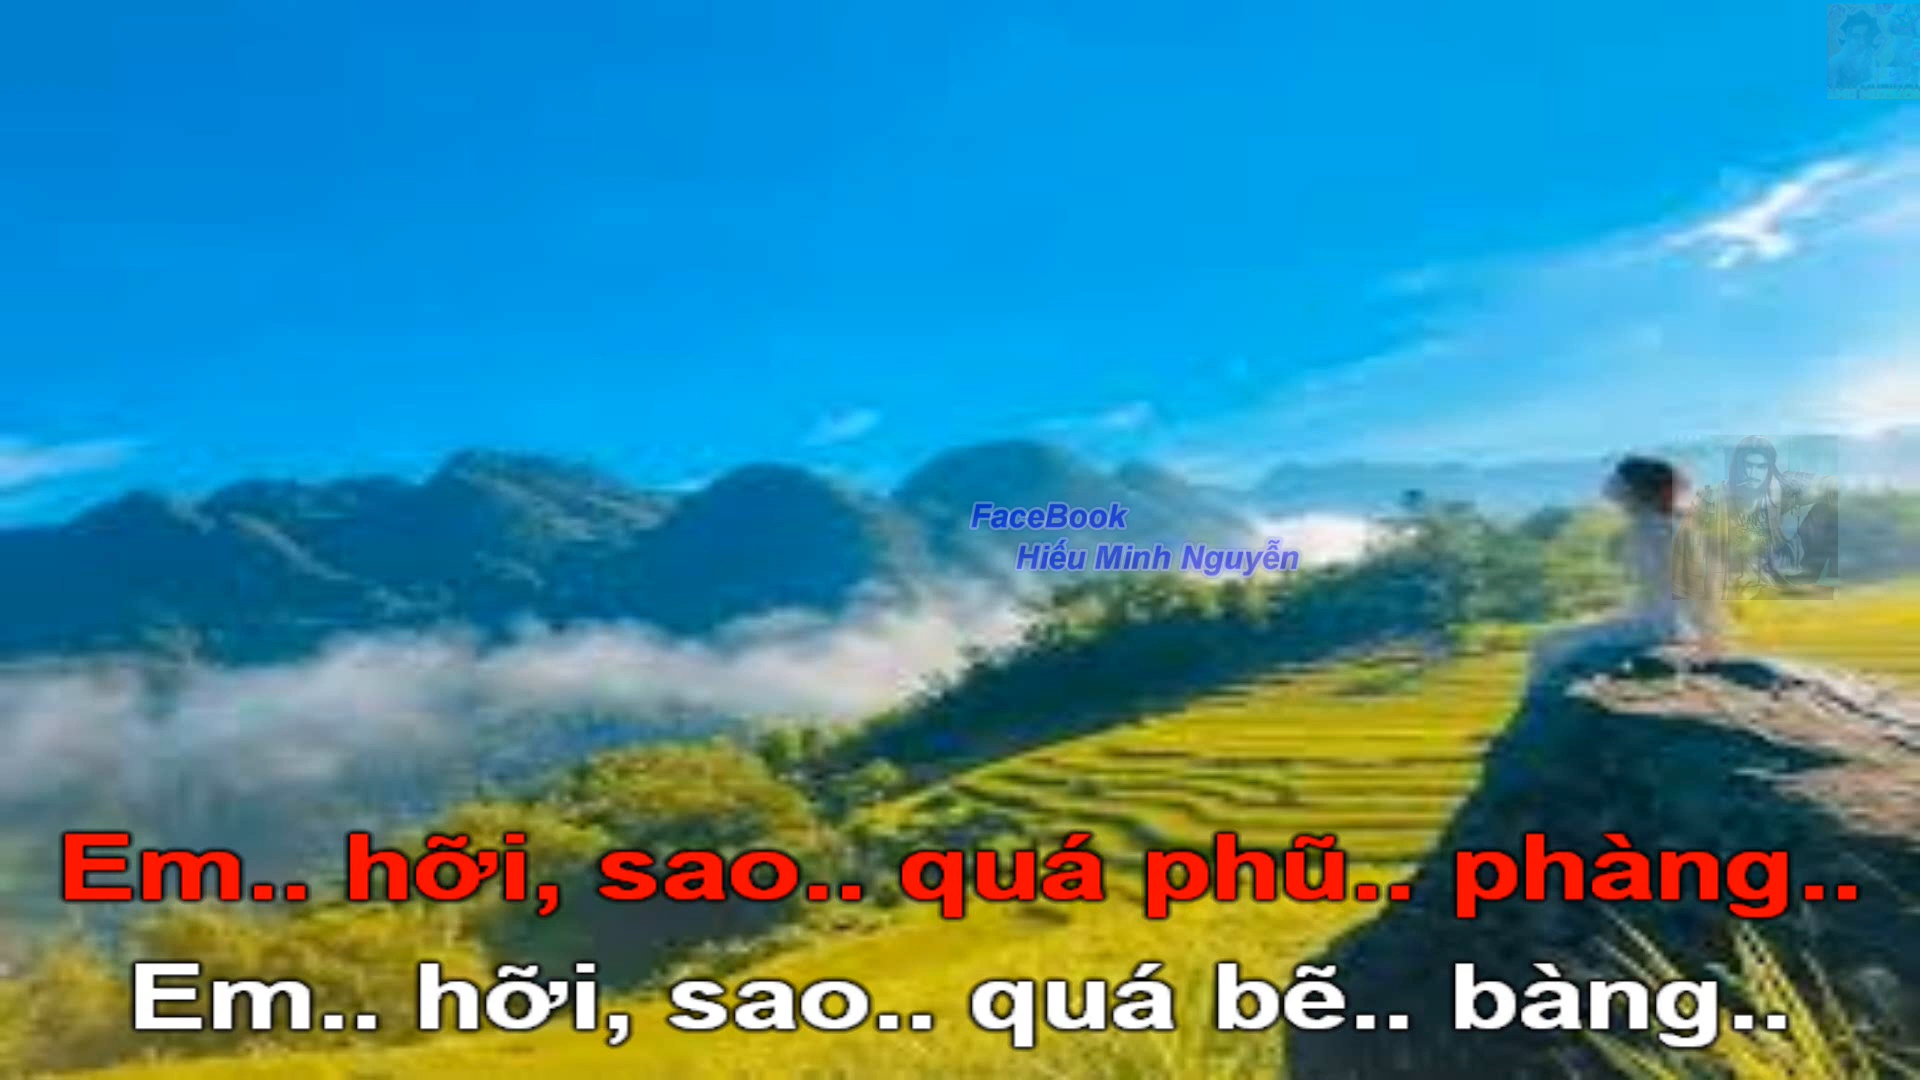 FaceBook
Hiếu Minh Nguyễn
Em.. hỡi, sao.. quá phũ.. phàng..
Em.. hỡi, sao.. quá bẽ.. bàng..